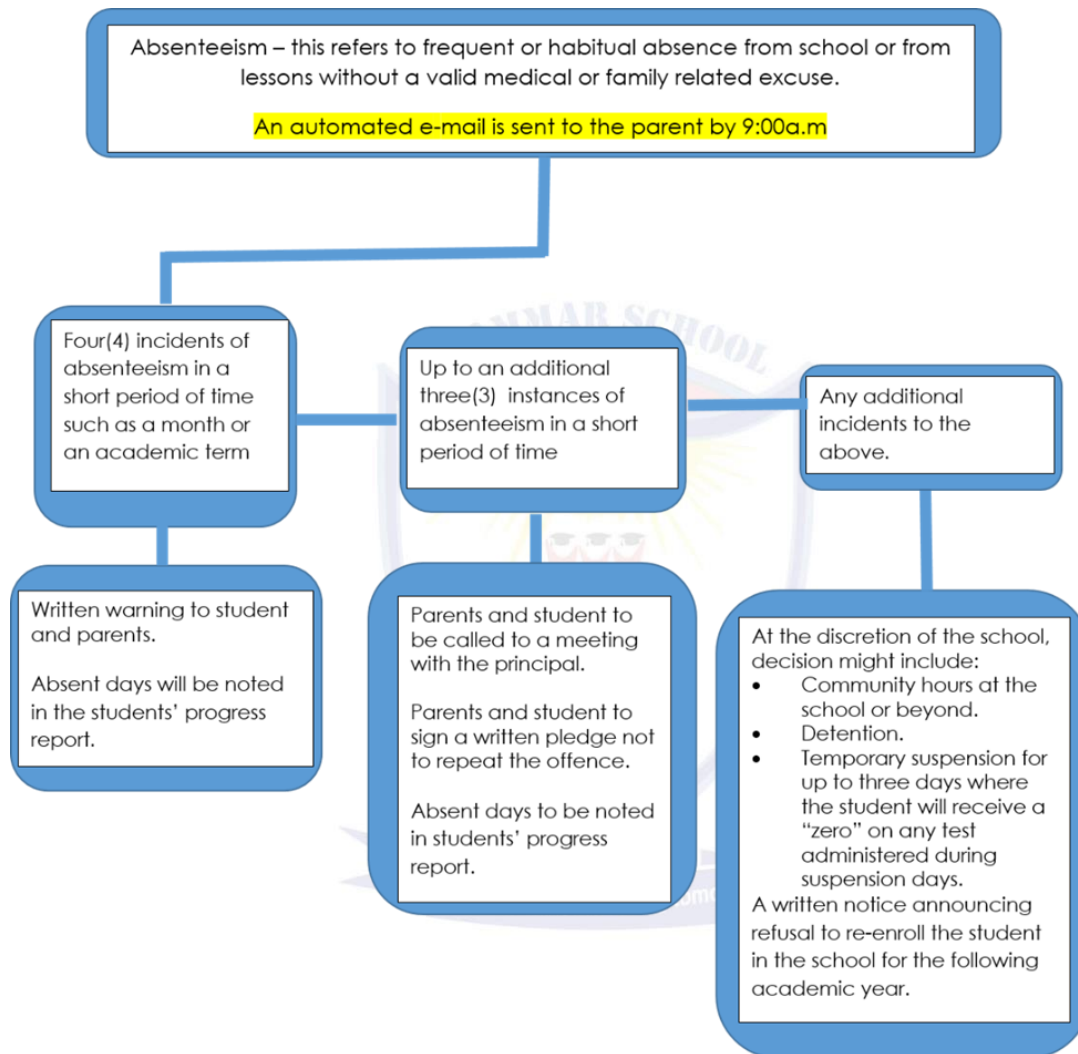 Absenteeism – this refers to frequent or habitual absence from school or from
lessons without a valid medical or family related excuse.
An automated e-mail is sent to the parent by 9:00a.m
Four(4) incidents of
absenteeism in a
short period of time
such as a month or
an academic term
Up to an additional
three(3)  instances of
absenteeism in a short
period of time
Any additional
incidents to the
above.
Written warning to student
and parents.
Absent days will be noted
in the students’ progress
report.
Parents and student to
be called to a meeting
with the principal.
Parents and student to
sign a written pledge not
to repeat the offence.
Absent days to be noted
in students’ progress
report.
At the discretion of the school,
decision might include:
• Community hours at the
school or beyond.
• Detention.
• Temporary suspension for
up to three days where
the student will receive a
“zero” on any test
administered during
suspension days.
A written notice announcing
refusal to re-enroll the student
in the school for the following
academic year.
SCHOOL